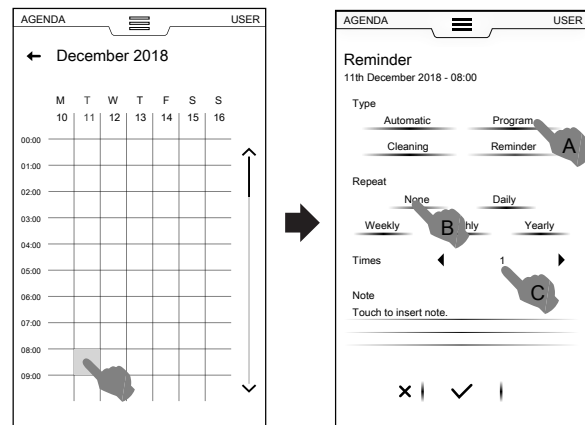 AGENDA USER
December 2018
M T W T F S S
10 11 12 13 14 15 16
00:00
01:00
02:00
03:00
04:00
05:00
06:00
07:00
08:00
09:00
AGENDA USER
Reminder
11th December 2018 - 08:00
Type
Automatic Program
A
Cleaning Reminder
Repeat
None Daily
B
Weekly hly Yearly
Times 1
C
Note
Touch to insert note.